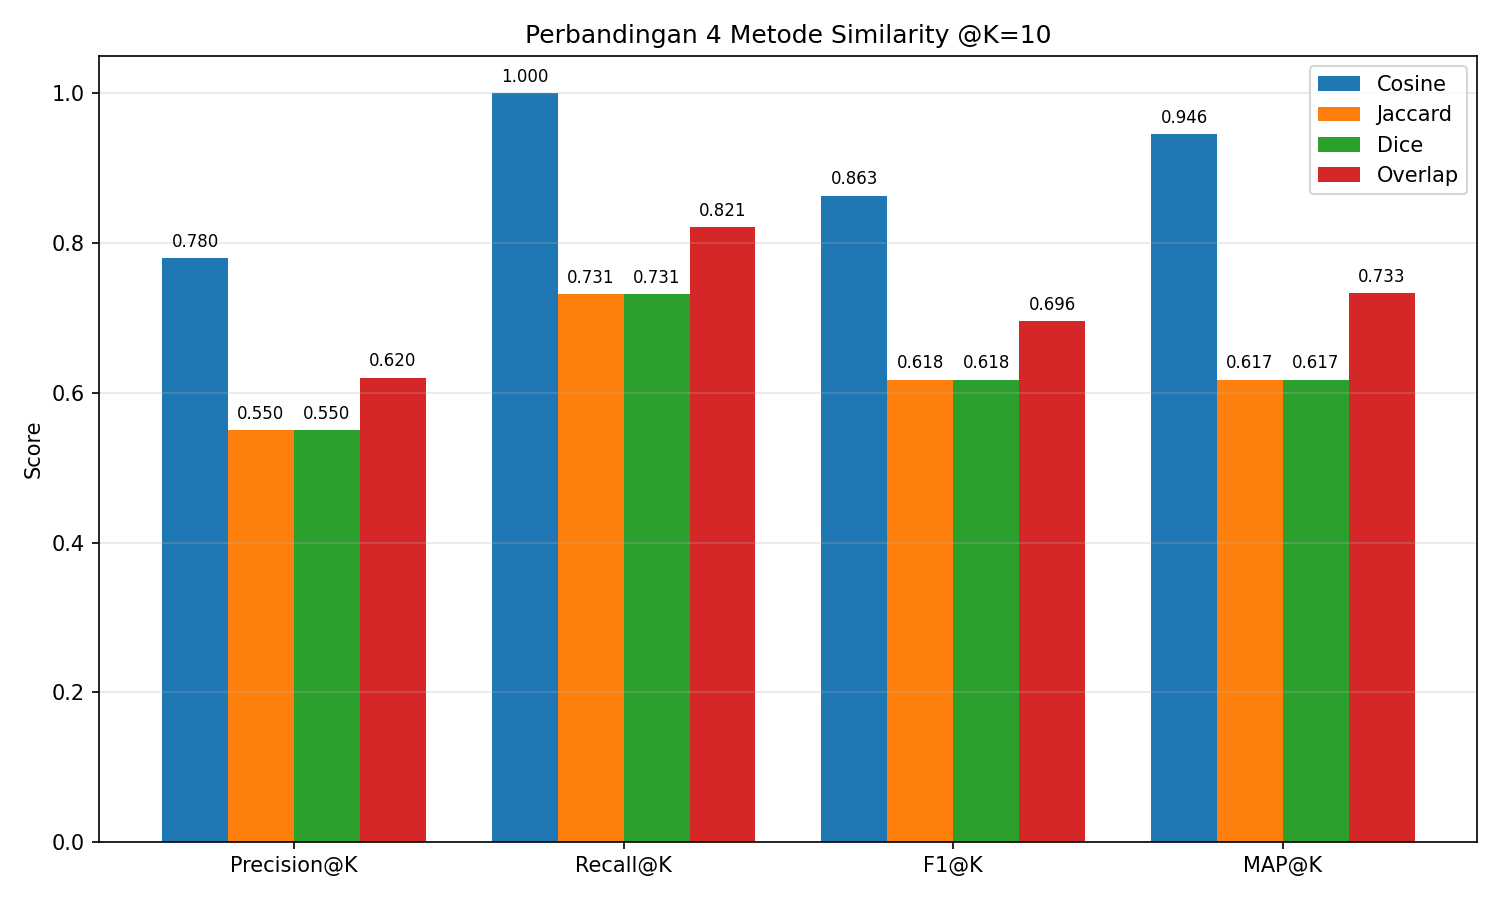 Perbandingan 4 Metode Similarity @K=10
Cosine
Jaccard
Dice
Overlap
Score
1.0
0.8
0.6
0.4
0.2
0.0
0.780
0.550
0.550
0.620
1.000
0.731
0.731
0.821
0.863
0.618
0.618
0.696
0.946
0.617
0.617
0.733
Precision@K
Recall@K
F1@K
MAP@K